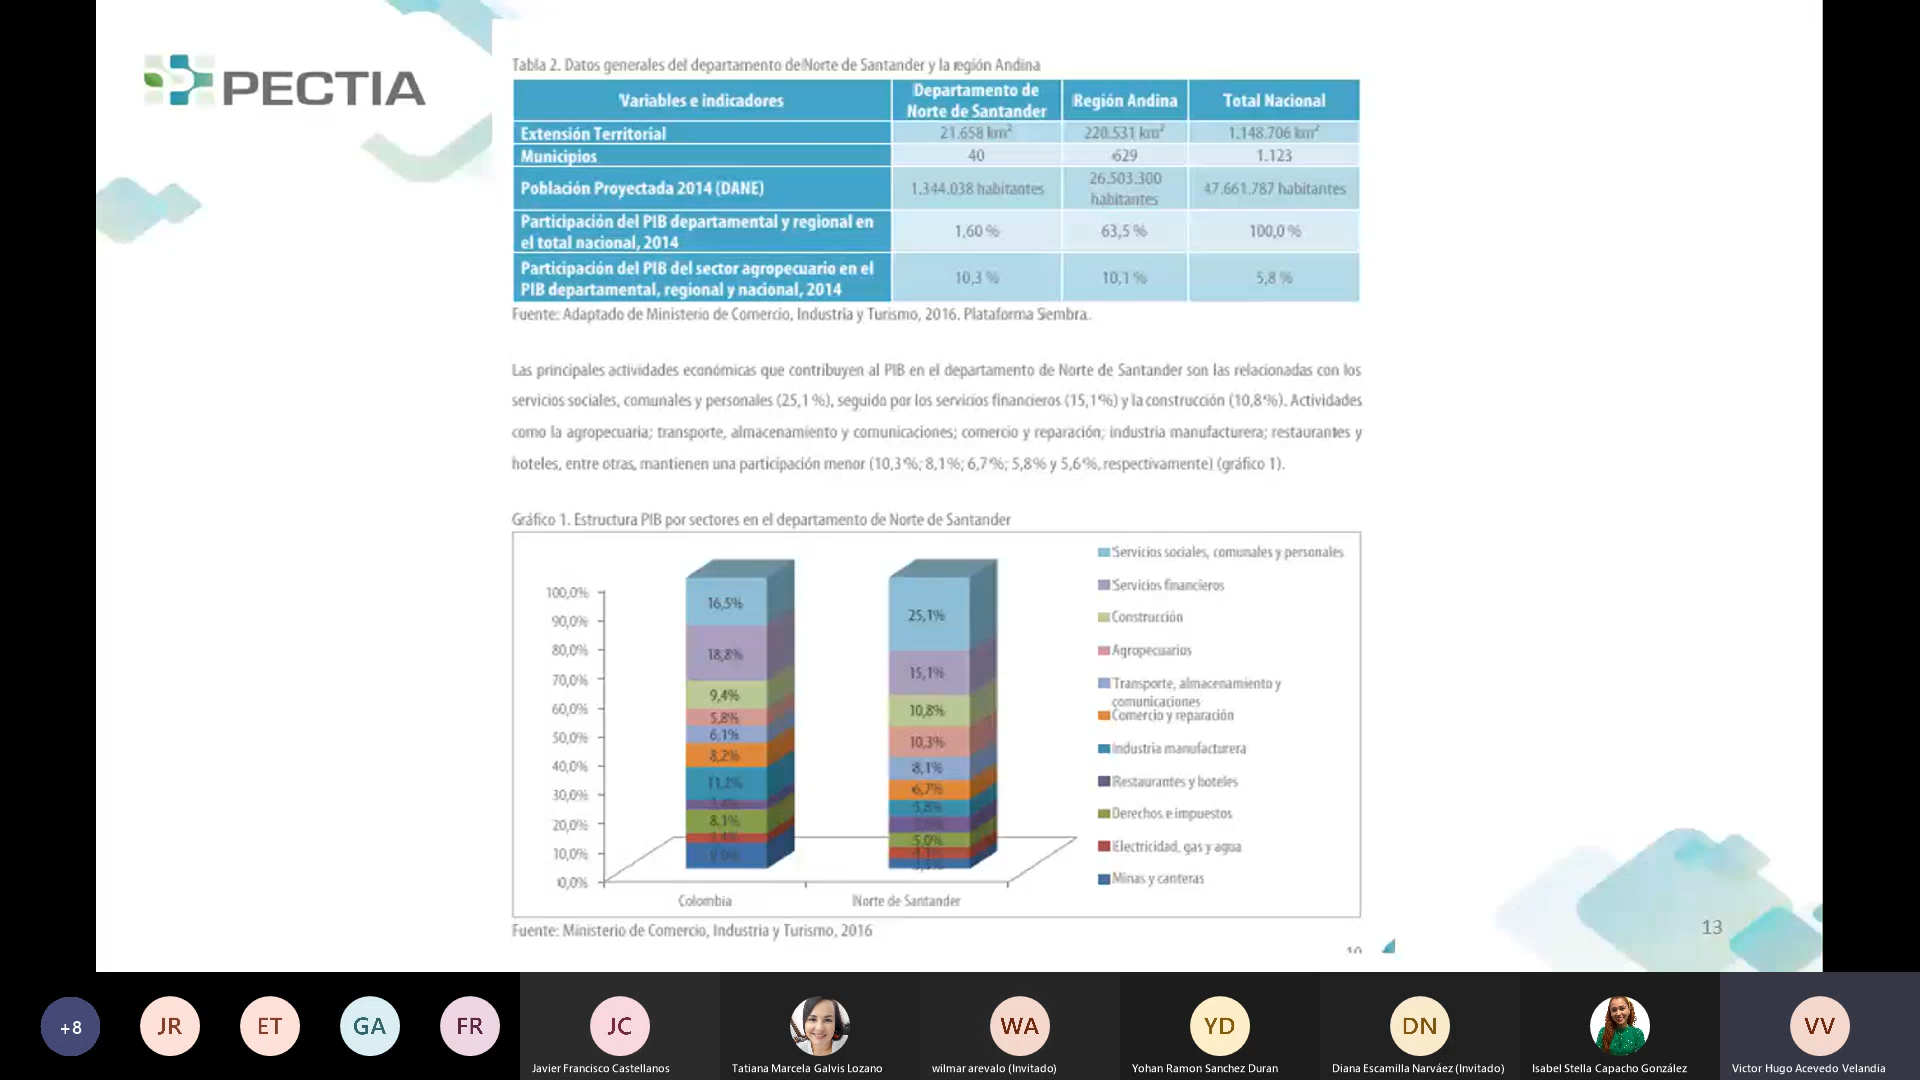 PECTIA
Tabla 2. Datos generales del departamento de Norte de Santander y la región Andina
Variables e indicadores
Departamento de
Norte de Santander
Región Andina
Total Nacional
Extensión Territorial
21.658 km²
220.531 km²
1.148.706 km²
Municipios
40
629
1.123
Población Proyectada 2014 (DANE)
1.344.038 habitantes
26.503.300
habitantes
47.661.787 habitantes
Participación del PIB departamental y regional en
el total nacional, 2014
1,60 %
63,5 %
100,0 %
Participación del PIB del sector agropecuario en el
PIB departamental, regional y nacional, 2014
10,3 %
10,1 %
5,8 %
Fuente: Adaptado de Ministerio de Comercio, Industria y Turismo, 2016. Plataforma Siembra..
Las principales actividades económicas que contribuyen al PIB en el departamento de Norte de Santander son las relacionadas con los
servicios sociales, comunales y personales (25,1 %), seguido por los servicios financieros (15,1%) y la construcción (10,8%). Actividades
como la agropecuaria; transporte, almacenamiento y comunicaciones; comercio y reparación; industria manufacturera; restaurantes y
hoteles, entre otras, mantienen una participación menor (10,3%; 8,1%; 6,7%; 5,8% y 5,6%, respectivamente) (gráfico 1).
Gráfico 1. Estructura PIB por sectores en el departamento de Norte de Santander
100,0%
90,0%
80,0%
70,0%
60,0%
50,0%
40,0%
30,0%
20,0%
10,0%
0,0%
16,5%
18,8%
9,4%
5,8%
6,1%
8,2%
11,2%
8,1%
25,1%
15,1%
10,8%
10,3%
8,1%
6,7%
5,8%
5,0%
Colombia
Norte de Santander
Servicios sociales, comunales y personales
Servicios financieros
Construcción
Agropecuarios
Transporte, almacenamiento y
comunicaciones
Comercio y reparación
Industria manufacturera
Restaurantes y hoteles
Derechos e impuestos
Electricidad, gas y agua
Minas y canteras
Fuente: Ministerio de Comercio, Industria y Turismo, 2016
13
+8
JR
ET
GA
FR
JC
WA
YD
DN
VV
Javier Francisco Castellanos
Tatiana Marcela Galvis Lozano
wilmar arevalo (Invitado)
Yohan Ramon Sanchez Duran
Diana Escamilla Narváez (Invitado)
Isabel Stella Capacho González
Victor Hugo Acevedo Velandia